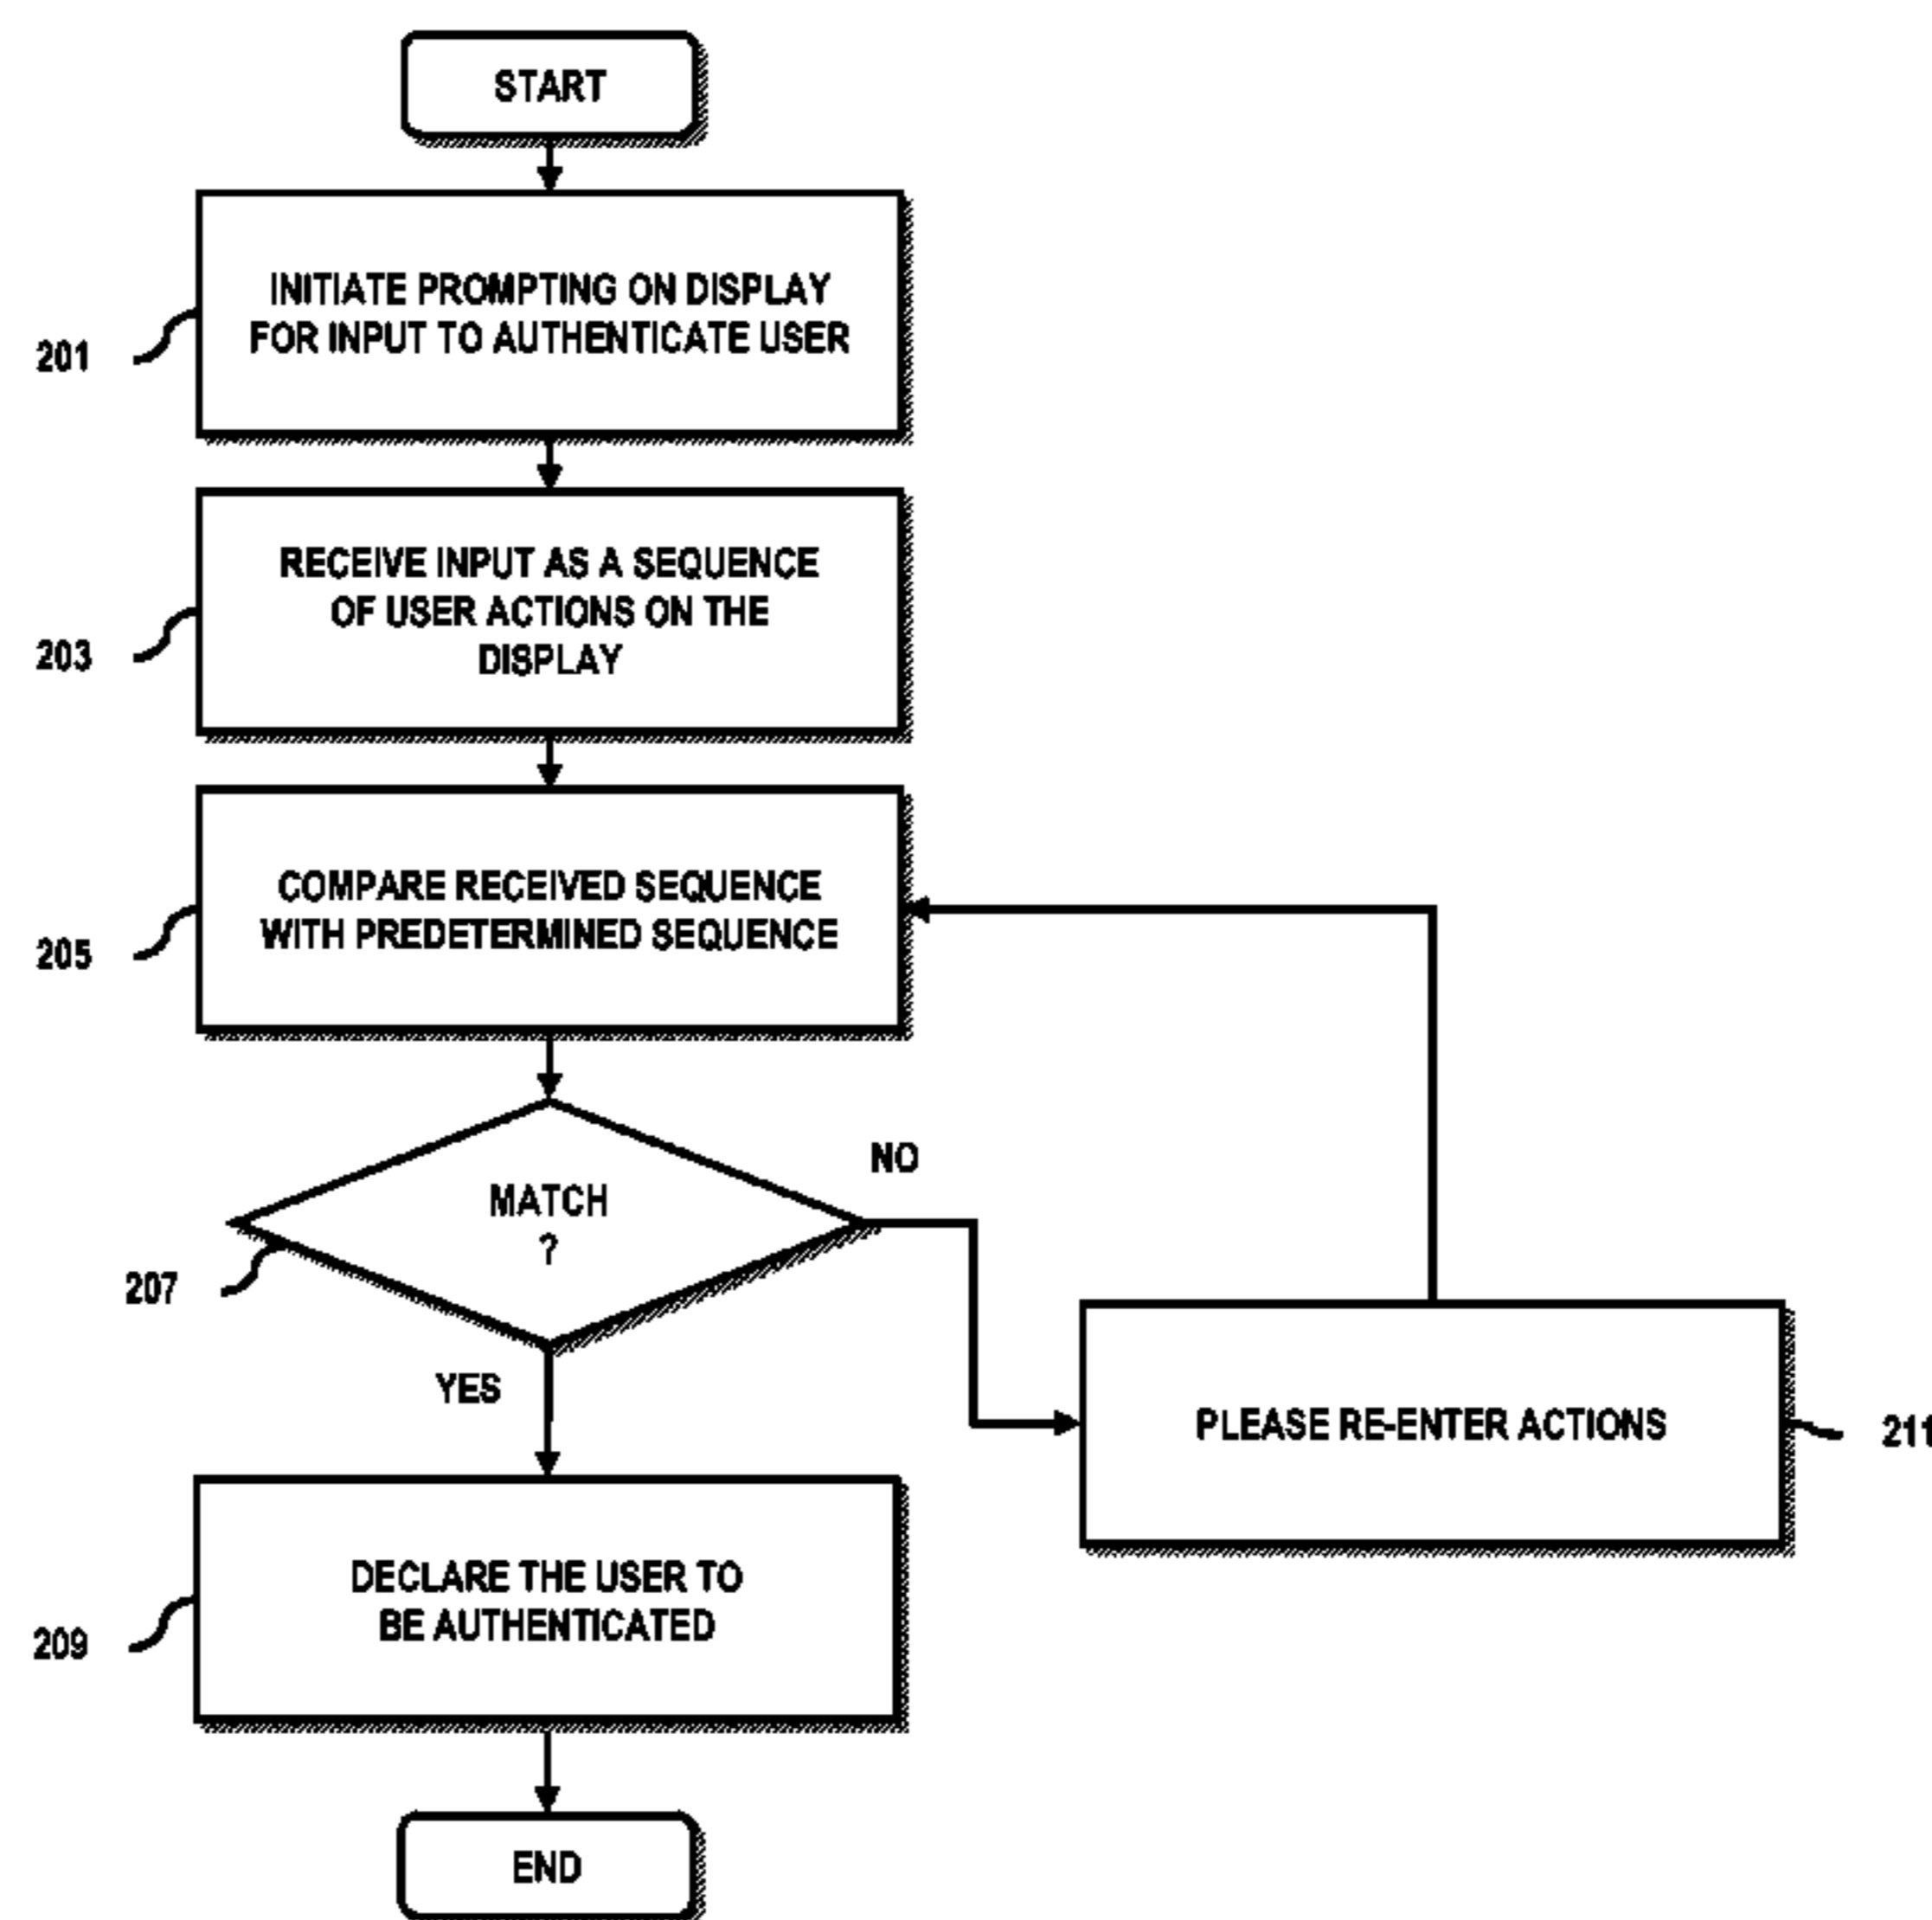 START
INITIATE PROMPTING ON DISPLAY
FOR INPUT TO AUTHENTICATE USER
201
RECEIVE INPUT AS A SEQUENCE
OF USER ACTIONS ON THE
DISPLAY
203
COMPARE RECEIVED SEQUENCE
WITH PREDETERMINED SEQUENCE
205
MATCH
?
NO
207
YES
PLEASE RE-ENTER ACTIONS
211
DECLARE THE USER TO
BE AUTHENTICATED
209
END